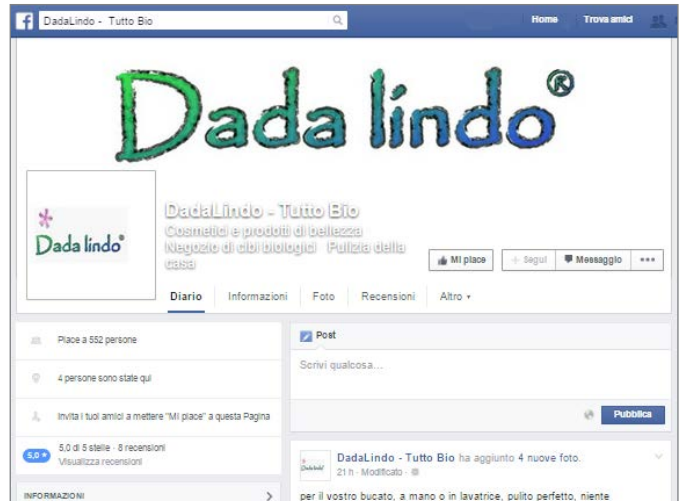 DadaLindo - Tutto Bio
Home Trova amici
Dada líndo®
Dada lindo®
DadaLindo - Tutto Bio
Cosmetici e prodotti di bellezza
Negozio di cibi biologici Pulizia della
casa
Mi piace
+ Segui
Messaggio
Diario Informazioni Foto Recensioni Altro
Piace a 552 persone
4 persone sono state qui
Invita i tuoi amici a mettere "Mi piace" a questa Pagina
5,0 ★
5,0 di 5 stelle · 8 recensioni
Visualizza recensioni
INFORMAZIONI
Post
Scrivi qualcosa...
Pubblica
Dadalindo
DadaLindo - Tutto Bio ha aggiunto 4 nuove foto.
21 h · Modificato ·
per il vostro bucato, a mano o in lavatrice, pulito perfetto, niente